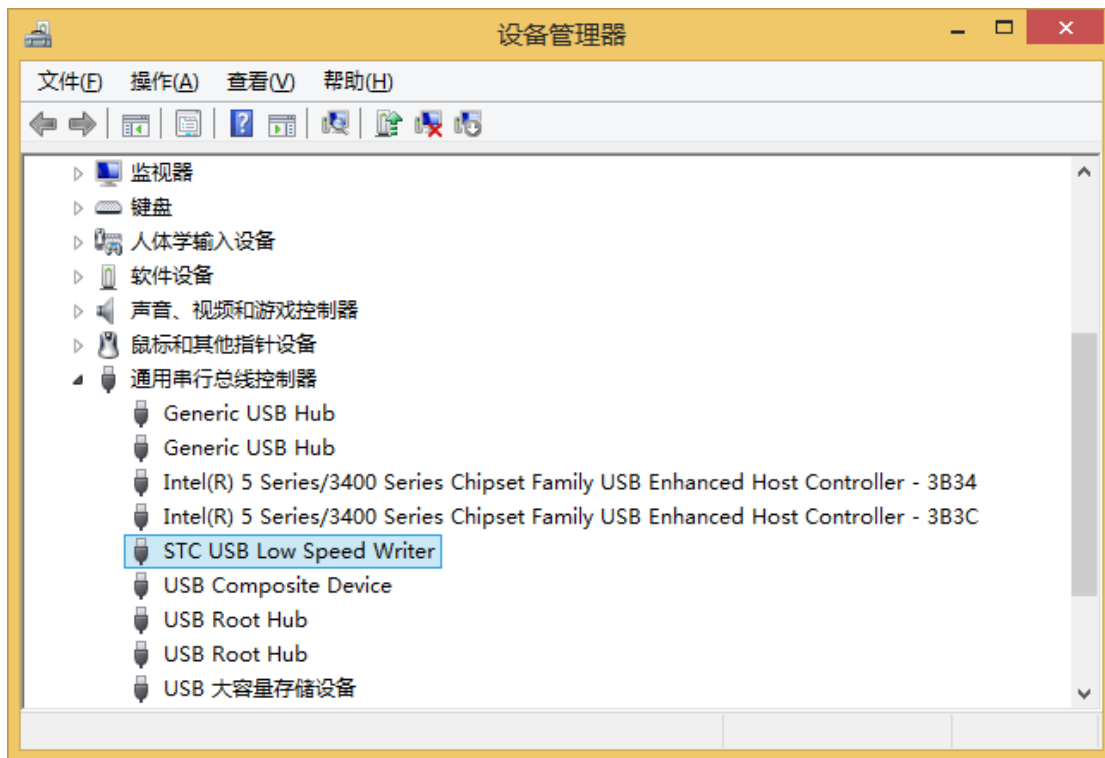 设备管理器
文件(F) 操作(A) 查看(V) 帮助(H)
监视器
键盘
人体学输入设备
软件设备
声音、视频和游戏控制器
鼠标和其他指针设备
通用串行总线控制器
Generic USB Hub
Generic USB Hub
Intel(R) 5 Series/3400 Series Chipset Family USB Enhanced Host Controller - 3B34
Intel(R) 5 Series/3400 Series Chipset Family USB Enhanced Host Controller - 3B3C
STC USB Low Speed Writer
USB Composite Device
USB Root Hub
USB Root Hub
USB 大容量存储设备